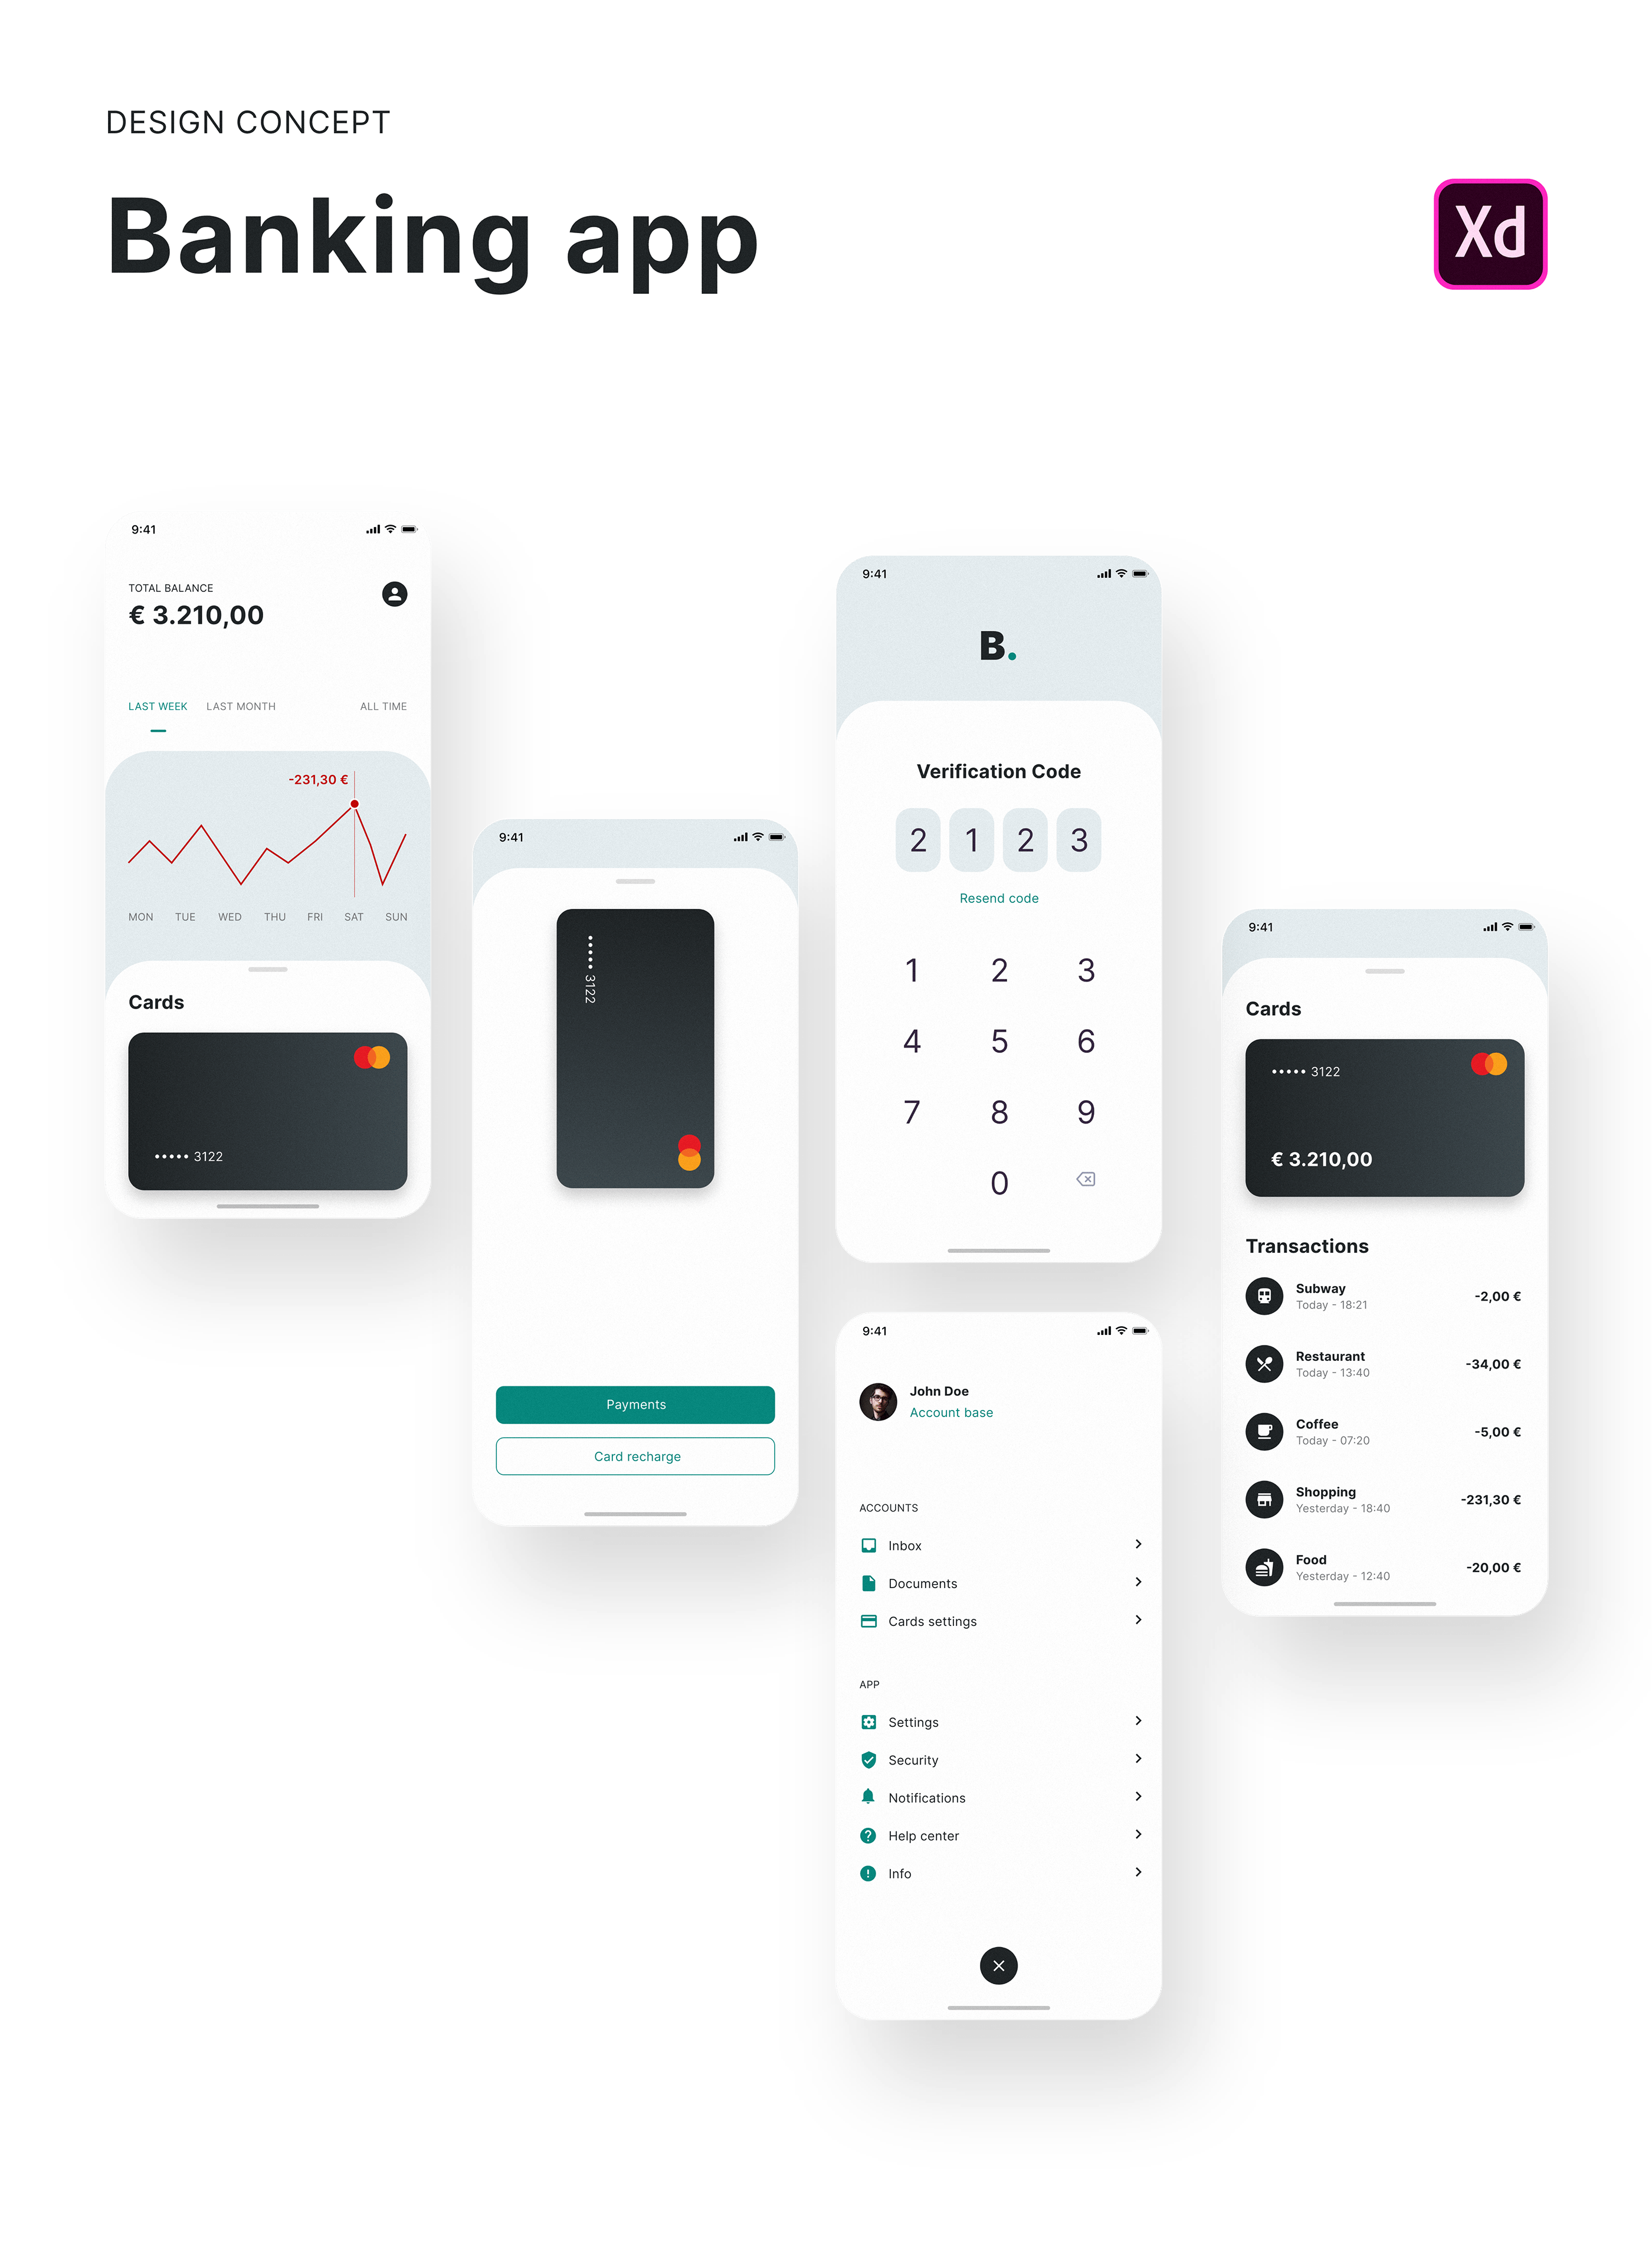 DESIGN CONCEPT
Banking app
Xd
9:41
TOTAL BALANCE
€ 3.210,00
LAST WEEK LAST MONTH ALL TIME
-231,30 €
MON TUE WED THU FRI SAT SUN
Cards
••••• 3122
9:41
••••• 3122
Payments
Card recharge
9:41
B.
Verification Code
2 1 2 3
Resend code
1 2 3
4 5 6
7 8 9
0
9:41
John Doe
Account base
ACCOUNTS
Inbox
Documents
Cards settings
APP
Settings
Security
Notifications
Help center
Info
9:41
Cards
••••• 3122
€ 3.210,00
Transactions
Subway
Today - 18:21
-2,00 €
Restaurant
Today - 13:40
-34,00 €
Coffee
Today - 07:20
-5,00 €
Shopping
Yesterday - 18:40
-231,30 €
Food
Yesterday - 12:40
-20,00 €